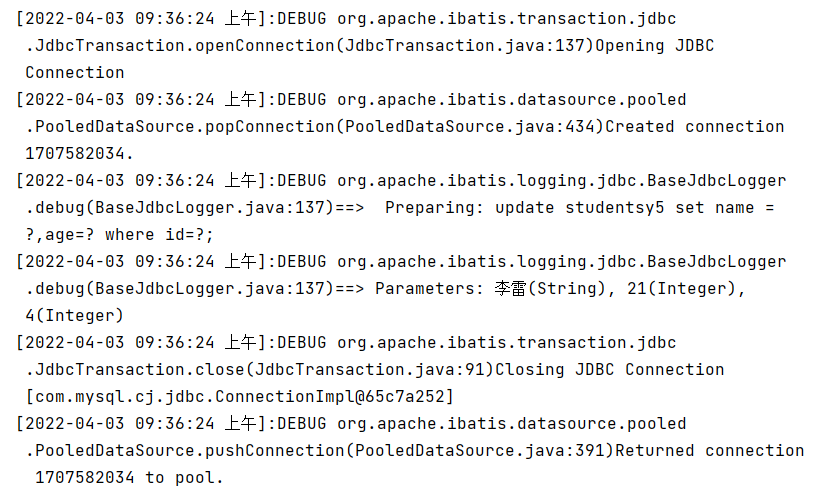 [2022-04-03 09:36:24 上午]:DEBUG org.apache.ibatis.transaction.jdbc
.JdbcTransaction.openConnection(JdbcTransaction.java:137)Opening JDBC
Connection
[2022-04-03 09:36:24 上午]:DEBUG org.apache.ibatis.datasource.pooled
.PooledDataSource.popConnection(PooledDataSource.java:434)Created connection
1707582034.
[2022-04-03 09:36:24 上午]:DEBUG org.apache.ibatis.logging.jdbc.BaseJdbcLogger
.debug(BaseJdbcLogger.java:137)==>  Preparing: update studentsy5 set name =
?,age=? where id=?;
[2022-04-03 09:36:24 上午]:DEBUG org.apache.ibatis.logging.jdbc.BaseJdbcLogger
.debug(BaseJdbcLogger.java:137)==> Parameters: 李雷(String), 21(Integer),
4(Integer)
[2022-04-03 09:36:24 上午]:DEBUG org.apache.ibatis.transaction.jdbc
.JdbcTransaction.close(JdbcTransaction.java:91)Closing JDBC Connection
[com.mysql.cj.jdbc.ConnectionImpl@65c7a252]
[2022-04-03 09:36:24 上午]:DEBUG org.apache.ibatis.datasource.pooled
.PooledDataSource.pushConnection(PooledDataSource.java:391)Returned connection
1707582034 to pool.